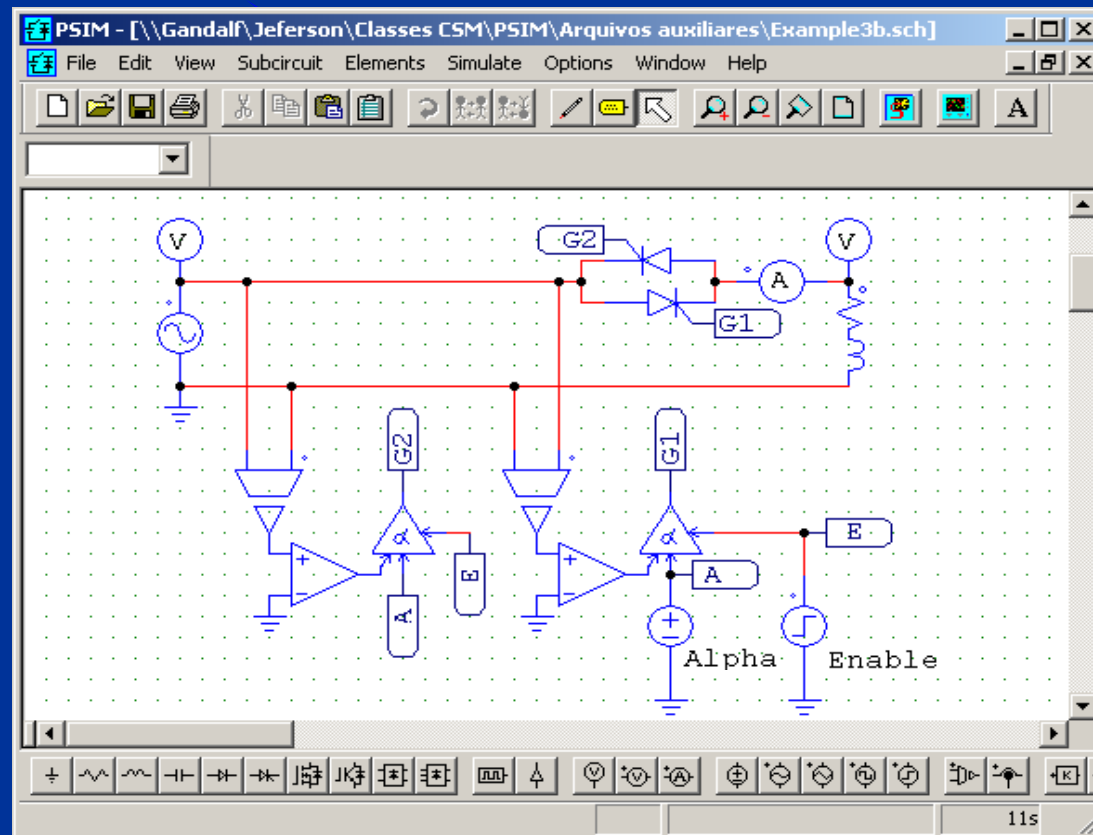 PSIM - [\\Gandalf\Jeferson\Classes CSM\PSIM\Arquivos auxiliares\Example3b.sch]
File Edit View Subcircuit Elements Simulate Options Window Help
A
V
G2
V
A
G1
G2
G1
α
α
E
E
A
A
Alpha
Enable
V
V
A
K
11s